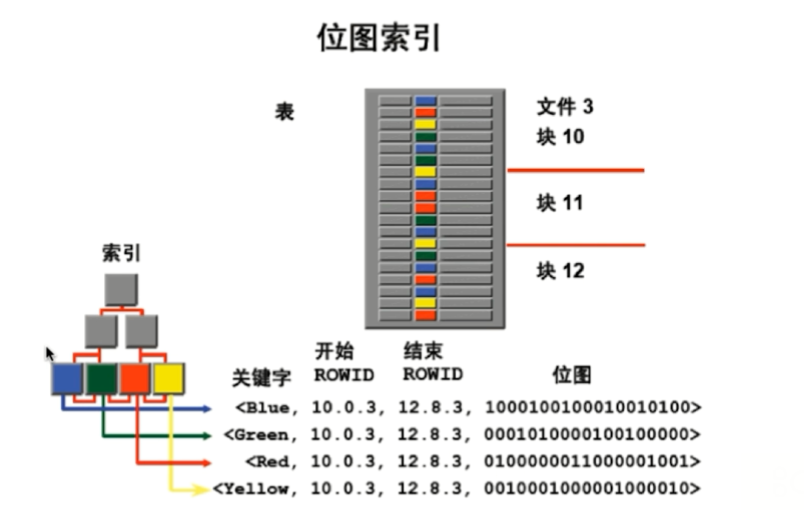 位图索引
表
文件 3
块 10
块 11
块 12
索引
关键字 开始 ROWID 结束 ROWID 位图
<Blue, 10.0.3, 12.8.3, 1000100100010010100>
<Green, 10.0.3, 12.8.3, 0001010000100100000>
<Red, 10.0.3, 12.8.3, 0100000011000001001>
<Yellow, 10.0.3, 12.8.3, 0010001000001000010>